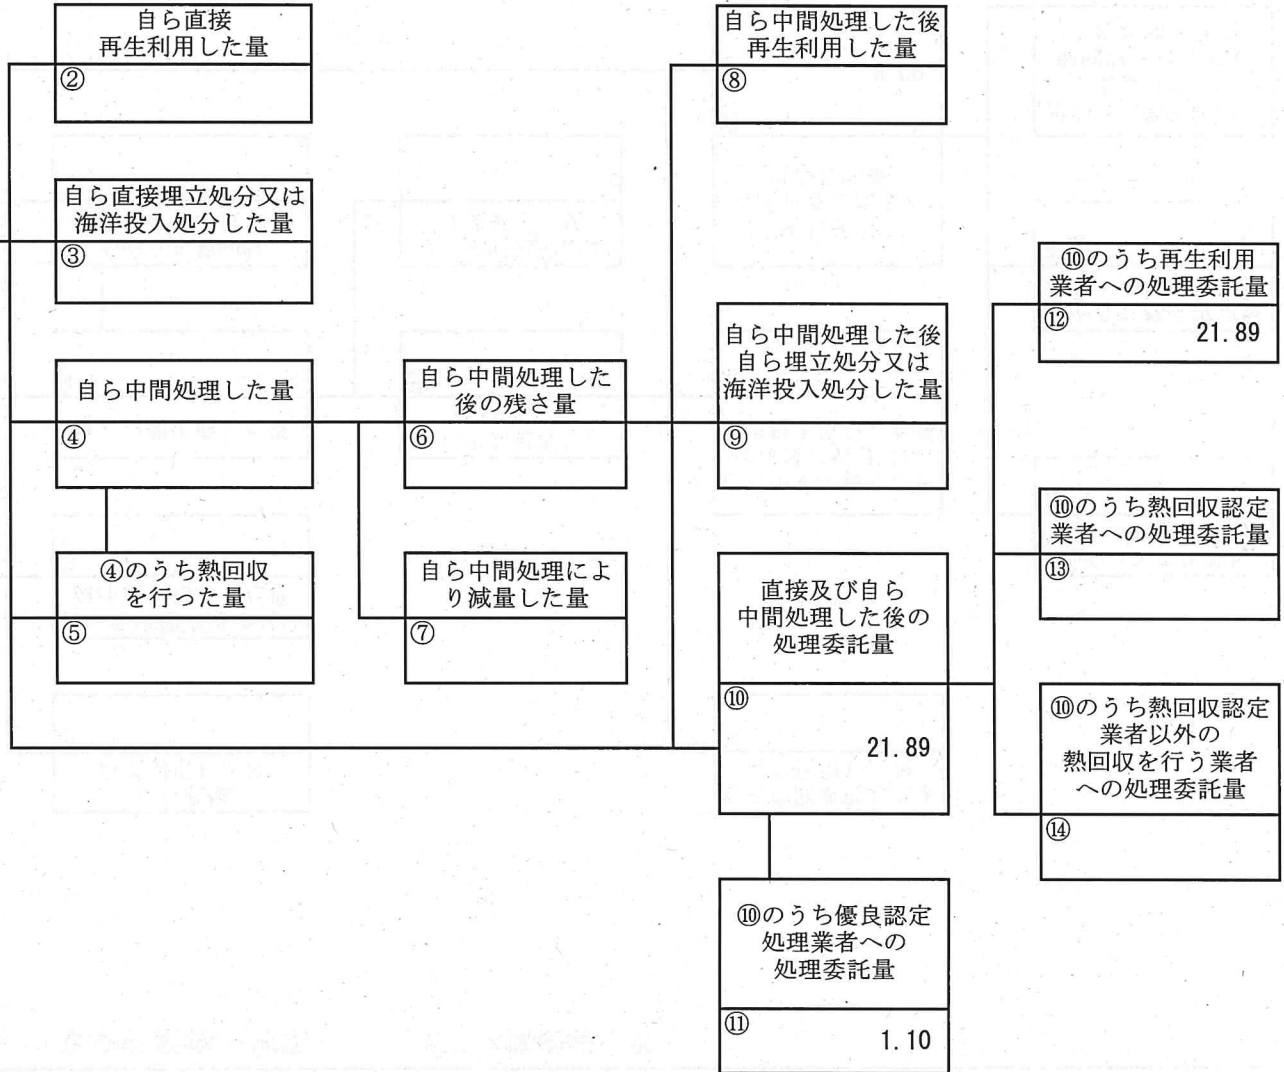 自ら直接
再生利用した量
②
自ら直接埋立処分又は
海洋投入処分した量
③
自ら中間処理した量
④
④のうち熱回収
を行った量
⑤
自ら中間処理した
後の残さ量
⑥
自ら中間処理によ
り減量した量
⑦
自ら中間処理した後
再生利用した量
⑧
自ら中間処理した後
自ら埋立処分又は
海洋投入処分した量
⑨
直接及び自ら
中間処理した後の
処理委託量
⑩
21.89
⑩のうち優良認定
処理業者への
処理委託量
⑪
1.10
⑩のうち再生利用
業者への処理委託量
⑫
21.89
⑩のうち熱回収認定
業者への処理委託量
⑬
⑩のうち熱回収認定
業者以外の
熱回収を行う業者
への処理委託量
⑭